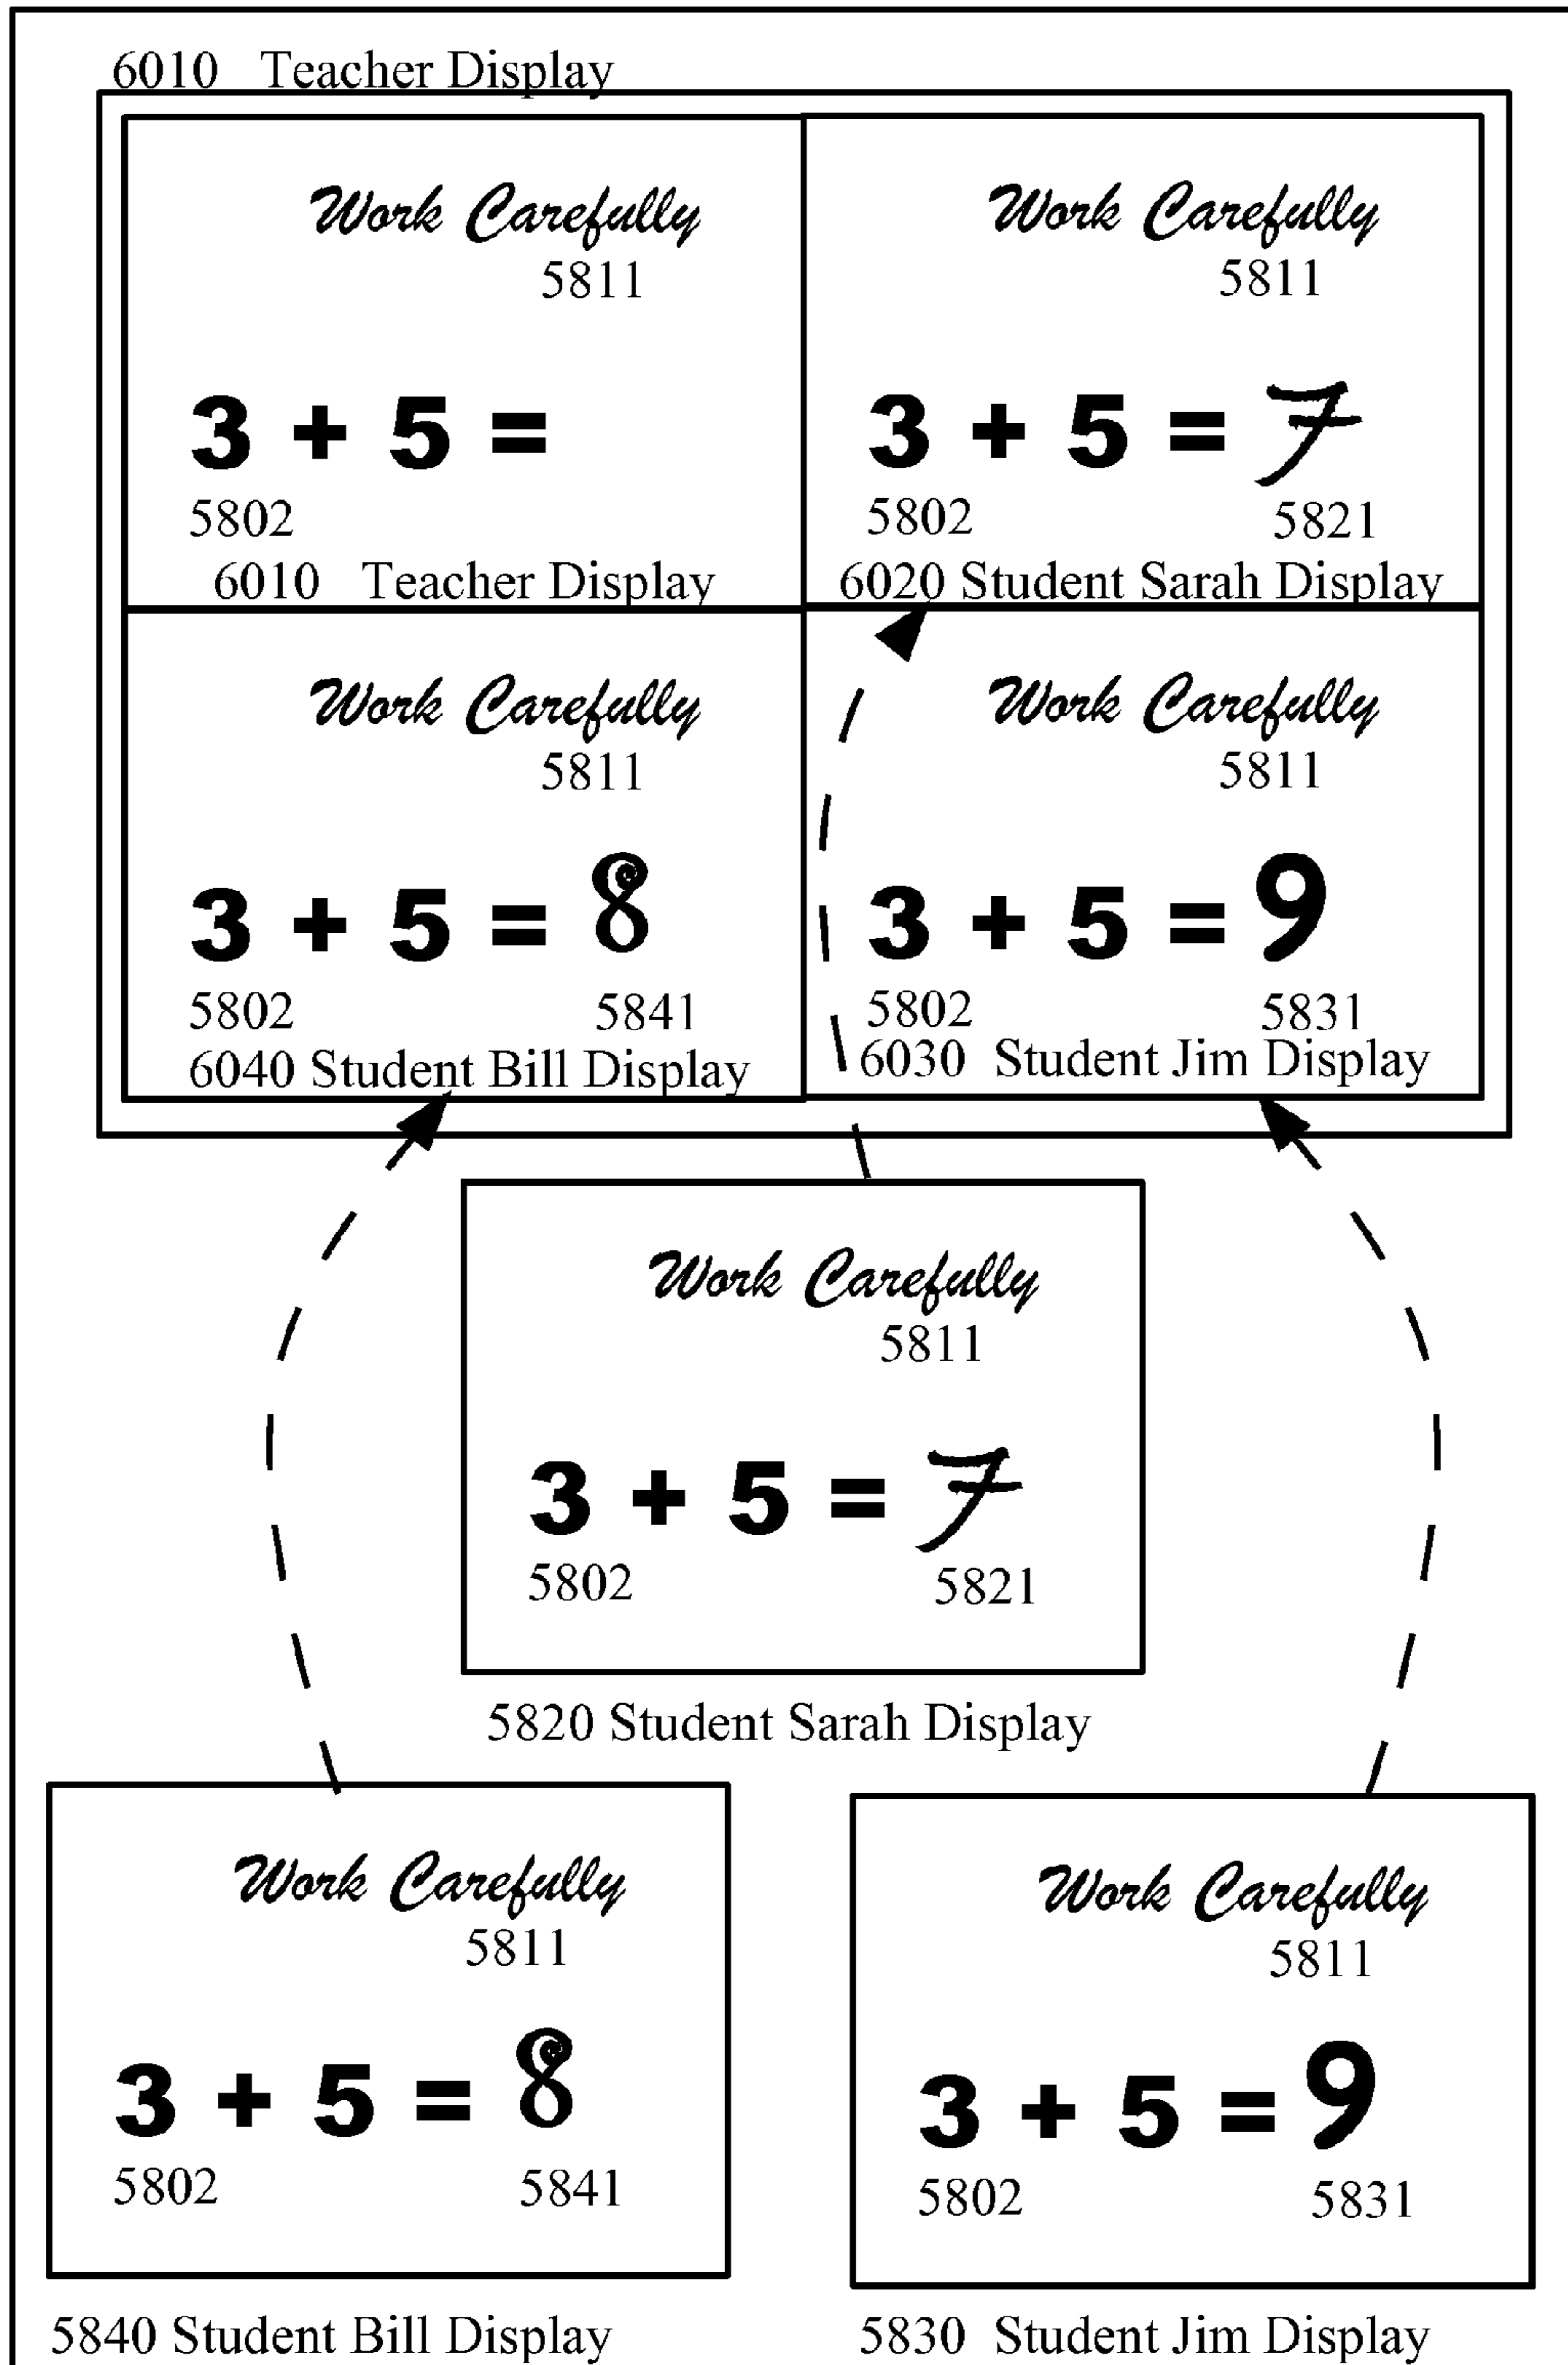 6010 Teacher Display
Work Carefully
5811
3 + 5 =
5802
6010 Teacher Display
Work Carefully
5811
3 + 5 = 7
5802 5821
6020 Student Sarah Display
Work Carefully
5811
3 + 5 = 8
5802 5841
6040 Student Bill Display
Work Carefully
5811
3 + 5 = 9
5802 5831
6030 Student Jim Display
Work Carefully
5811
3 + 5 = 7
5802 5821
5820 Student Sarah Display
Work Carefully
5811
3 + 5 = 8
5802 5841
5840 Student Bill Display
Work Carefully
5811
3 + 5 = 9
5802 5831
5830 Student Jim Display